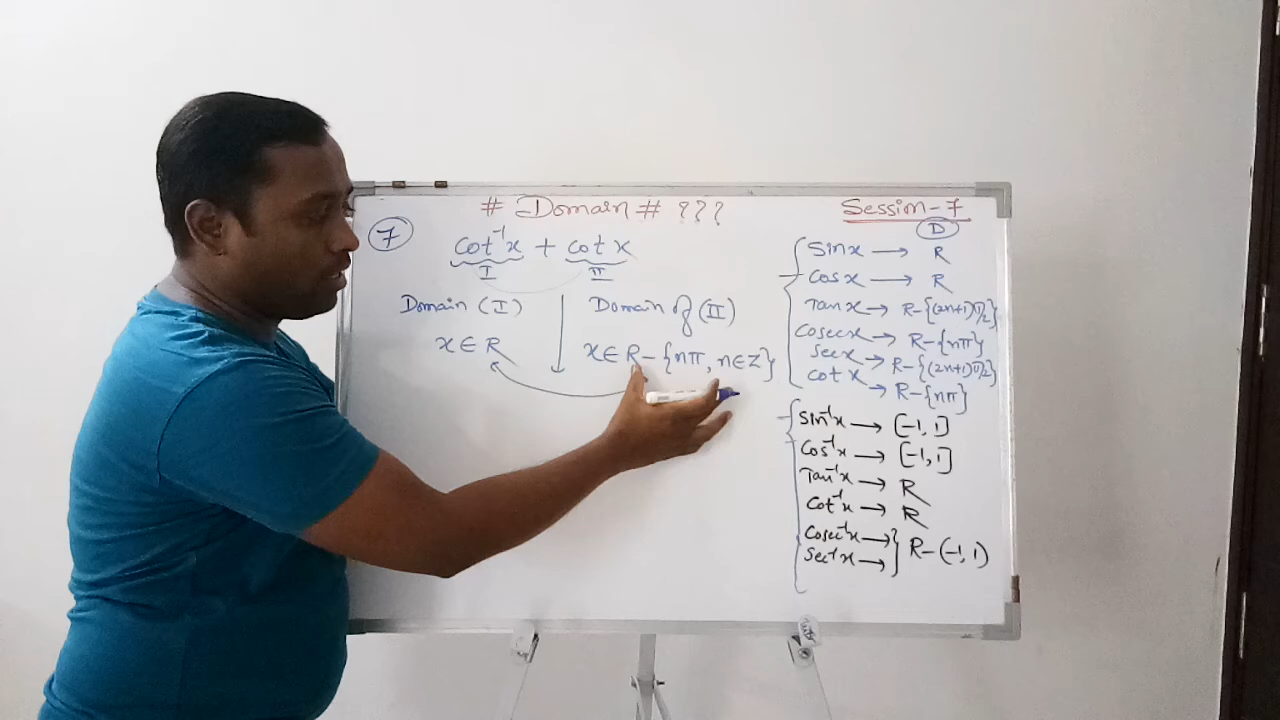 # Domain # ???
Session-7
7
cot⁻¹x + cot x
I
II
Domain (I)
Domain of (II)
x ∈ R
x ∈ R – {nπ, n ∈ Z}
D
Sin x → R
Cos x → R
Tan x → R – {(2n+1)π/2}
Cosec x → R – {nπ}
Sec x → R – {(2n+1)π/2}
Cot x → R – {nπ}
Sin⁻¹x → [-1, 1]
Cos⁻¹x → [-1, 1]
Tan⁻¹x → R
Cot⁻¹x → R
Cosec⁻¹x →
Sec⁻¹x →
} R – (-1, 1)